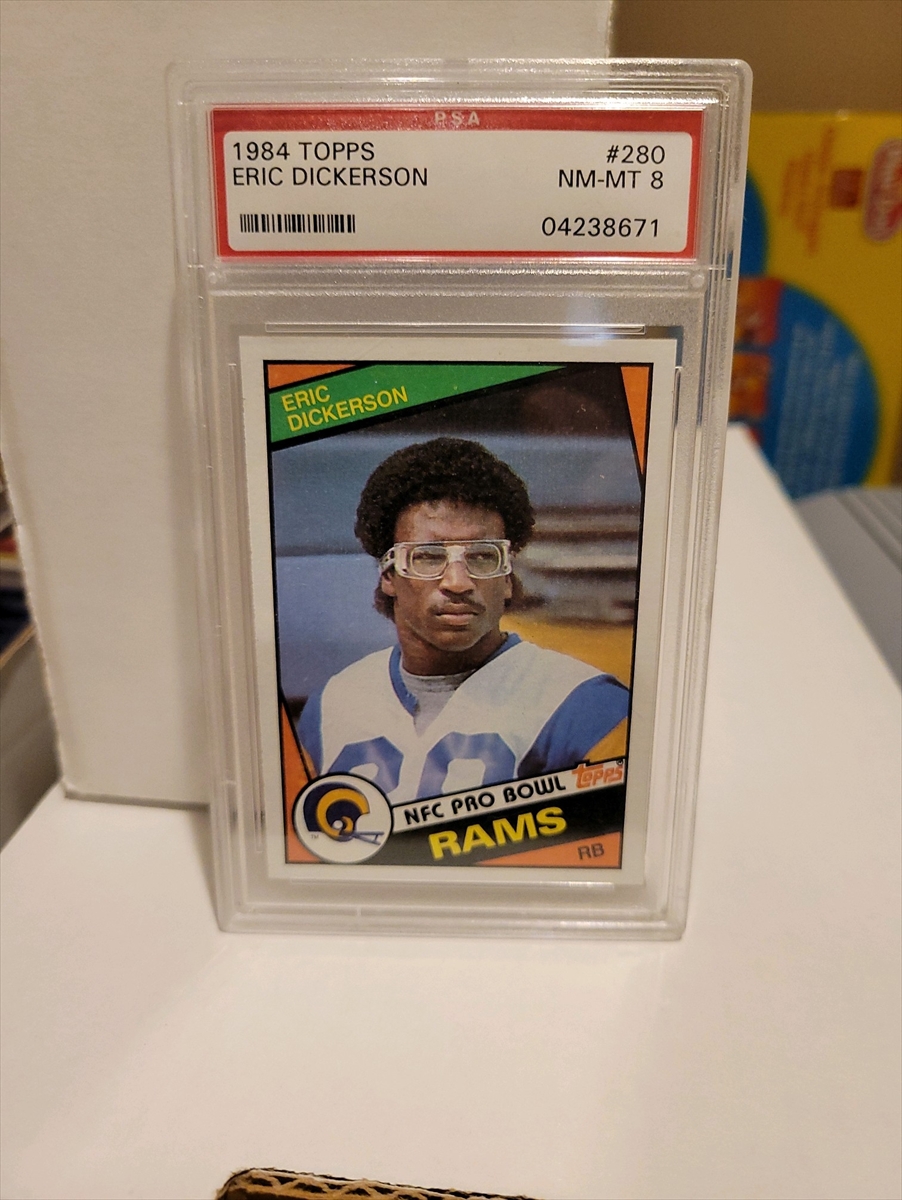 PSA
1984 TOPPS #280
ERIC DICKERSON NM-MT 8
04238671
ERIC
DICKERSON
NFC PRO BOWL topps
RAMS
RB